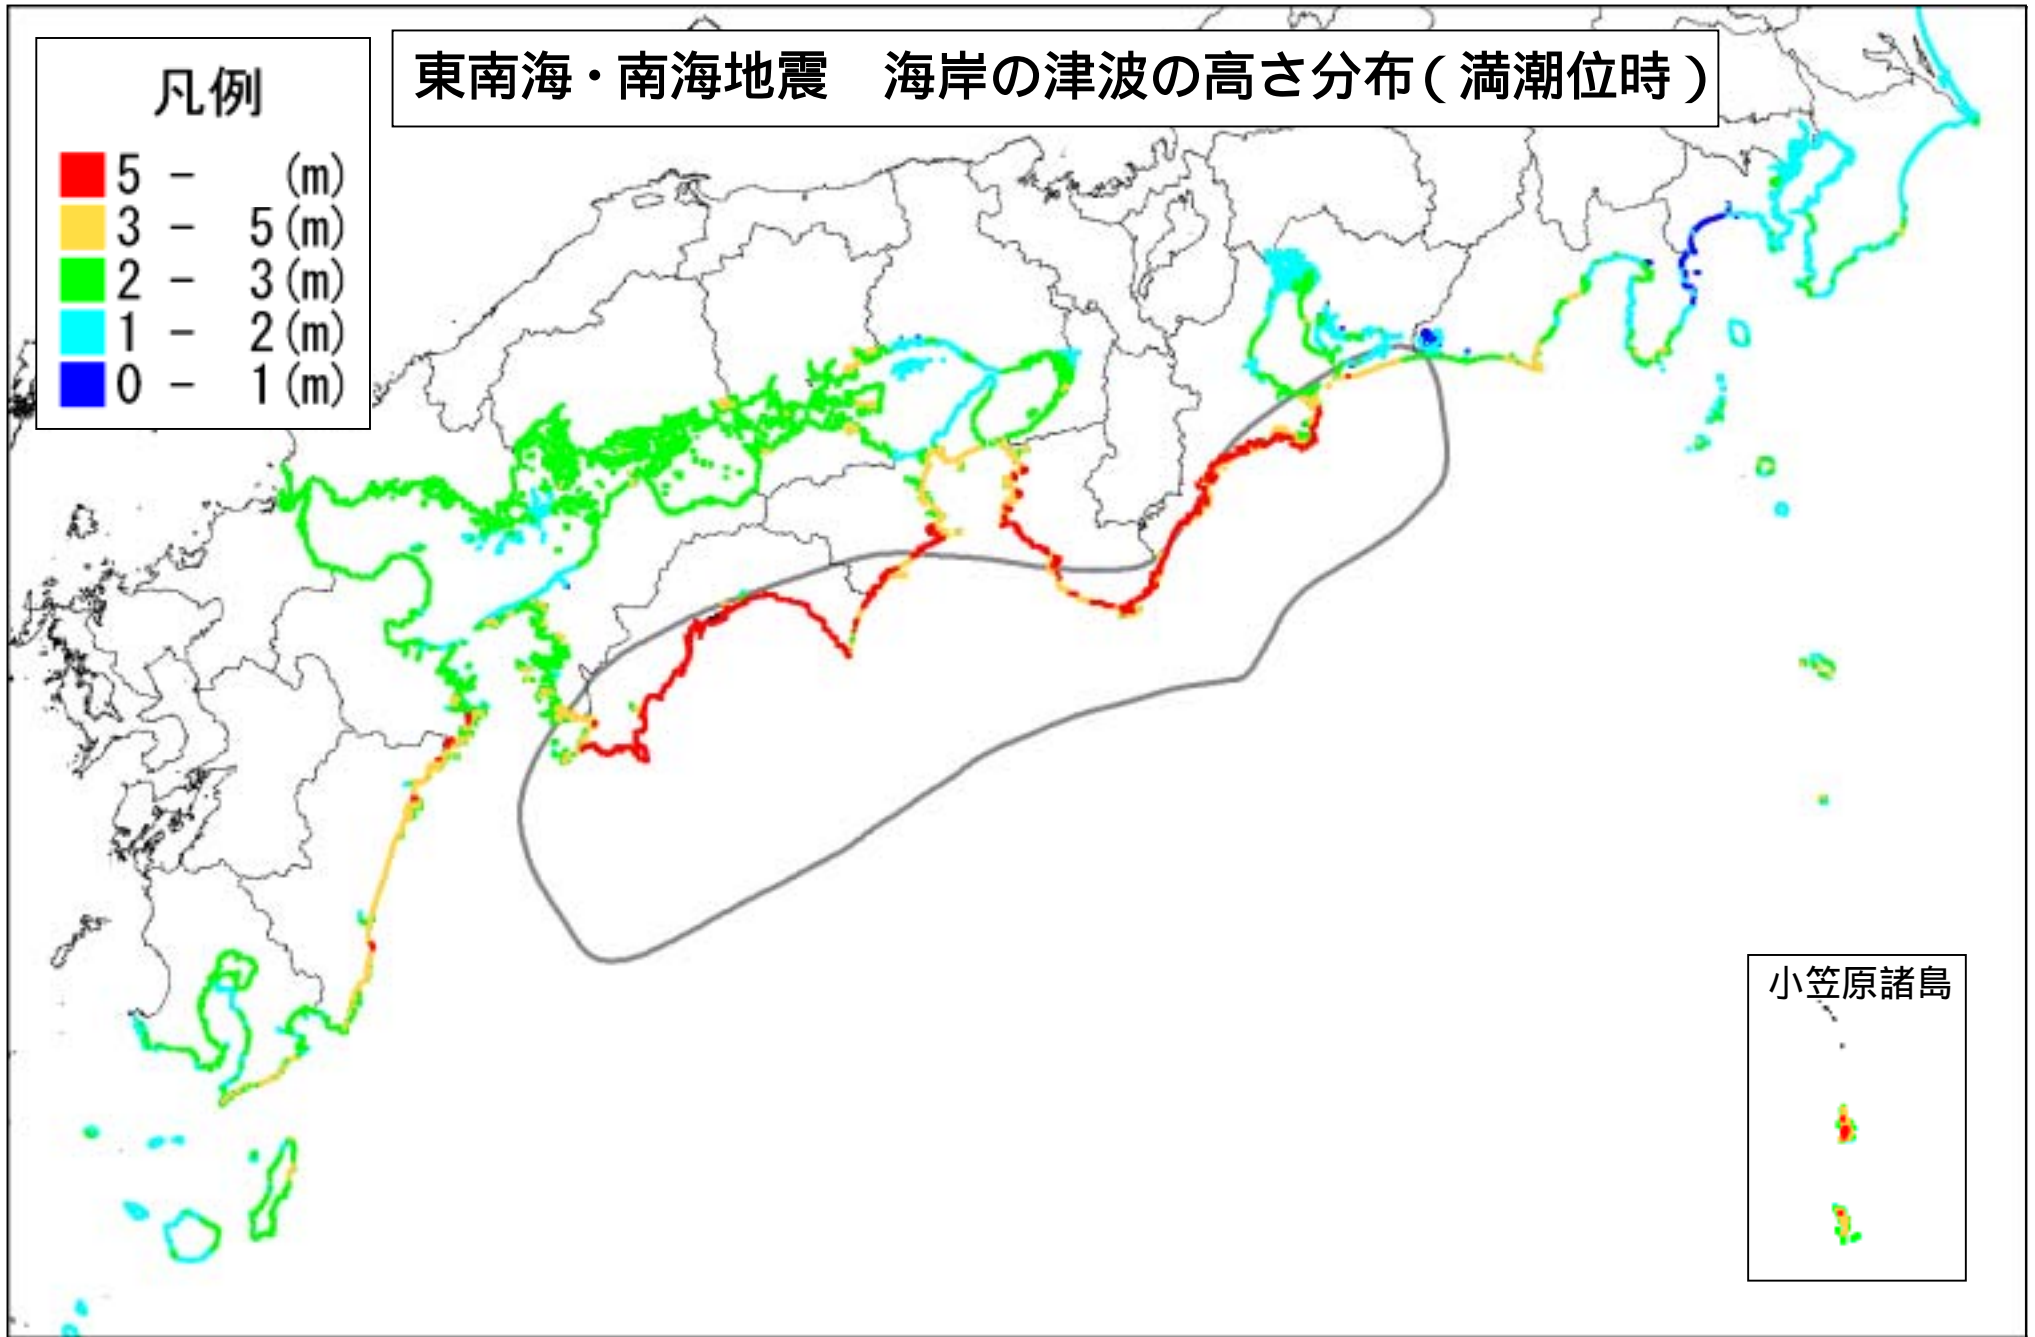 東南海・南海地震　海岸の津波の高さ分布（満潮位時）
凡例
5 －　　(m)
3 －　5(m)
2 －　3(m)
1 －　2(m)
0 －　1(m)
小笠原諸島